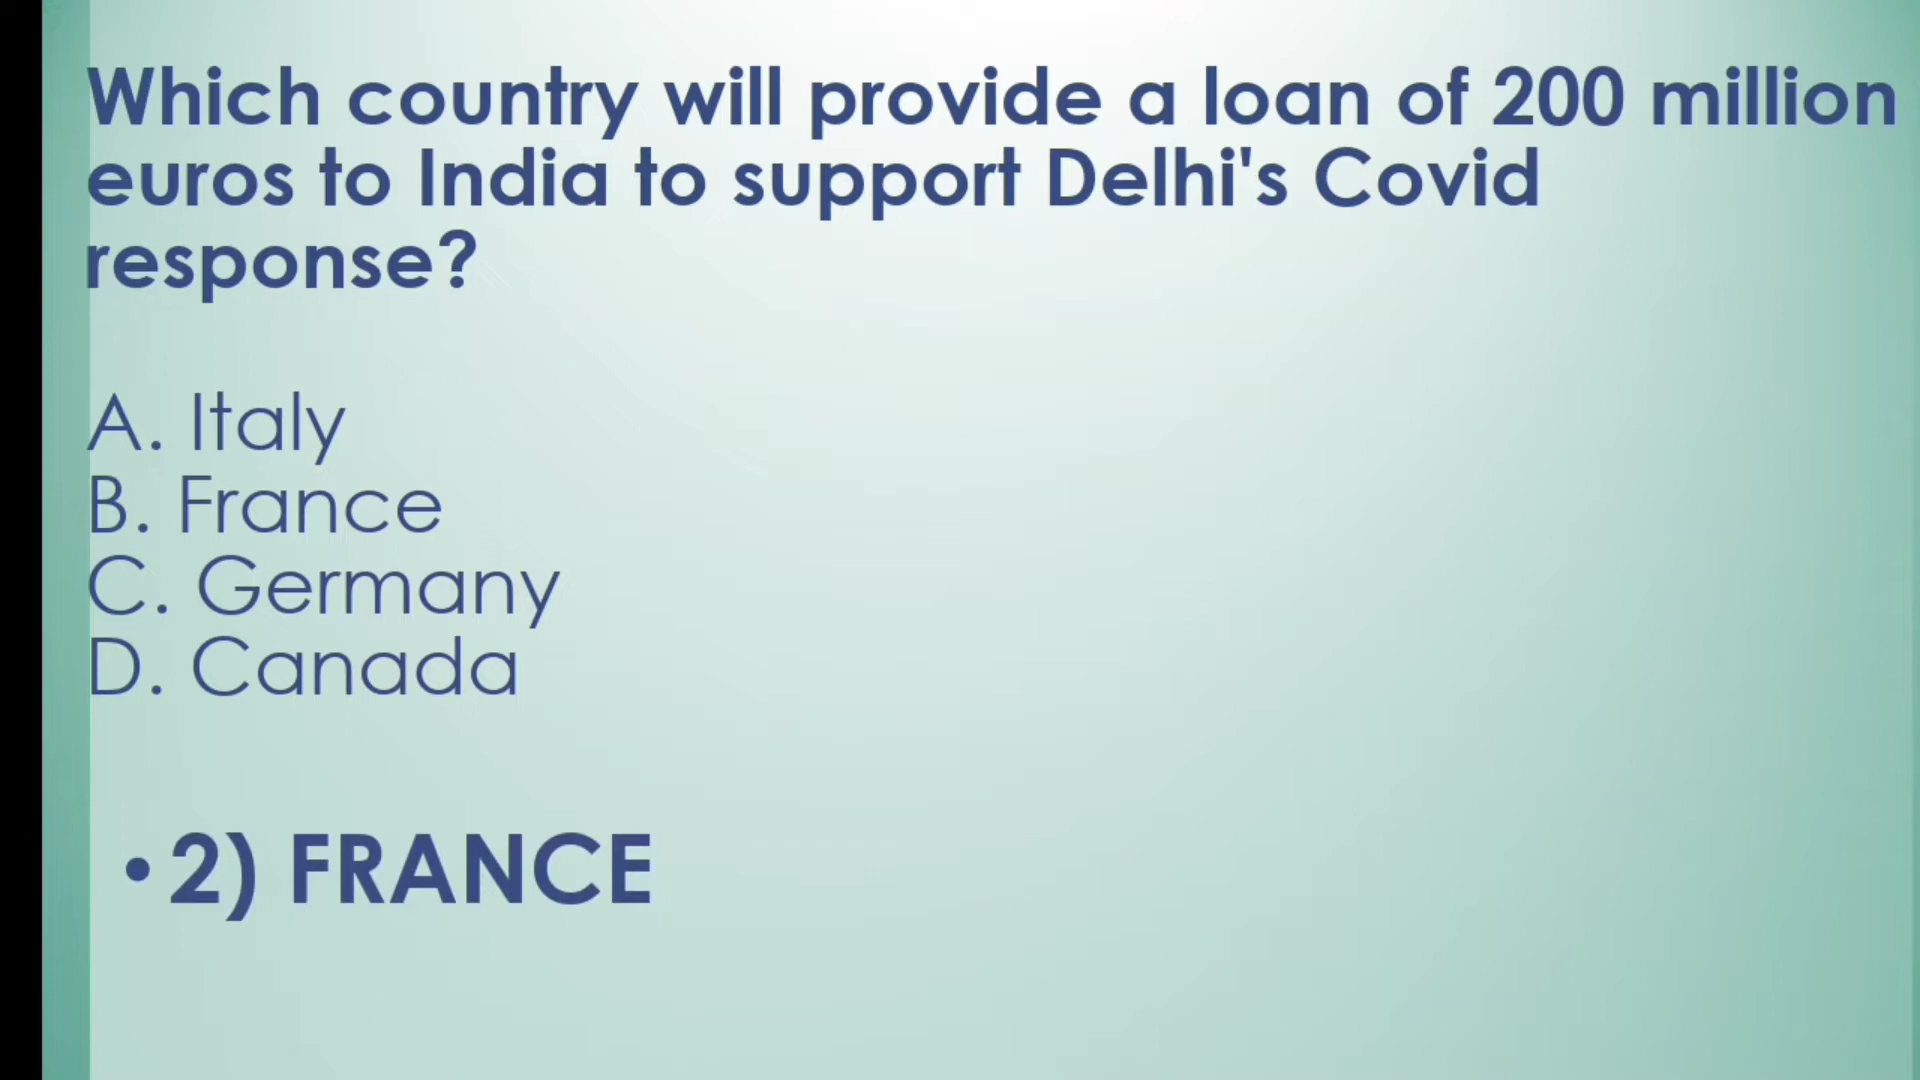 Which country will provide a loan of 200 million
euros to India to support Delhi's Covid
response?
A. Italy
B. France
C. Germany
D. Canada
• 2) FRANCE